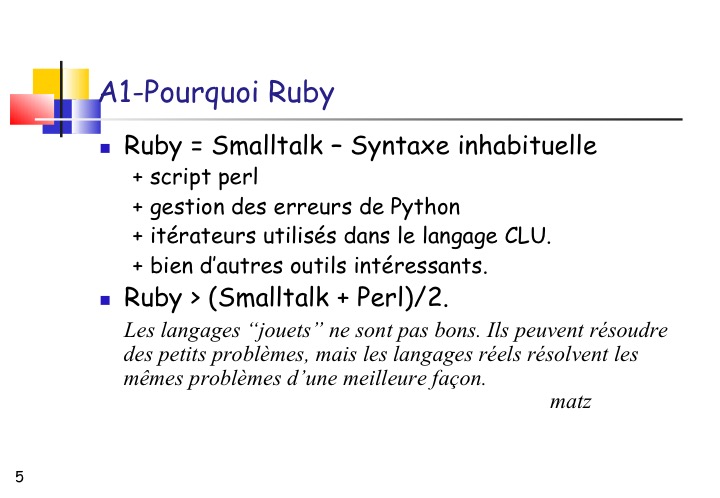 A1-Pourquoi Ruby
Ruby = Smalltalk – Syntaxe inhabituelle
+ script perl
+ gestion des erreurs de Python
+ itérateurs utilisés dans le langage CLU.
+ bien d’autres outils intéressants.
Ruby > (Smalltalk + Perl)/2.
Les langages “jouets” ne sont pas bons. Ils peuvent résoudre
des petits problèmes, mais les langages réels résolvent les
mêmes problèmes d’une meilleure façon.
matz
5